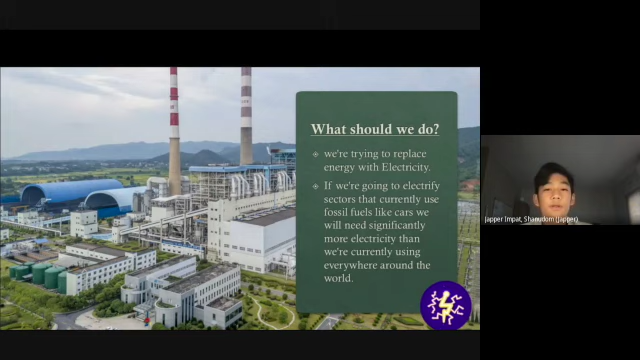 What should we do?
we're trying to replace
energy with Electricity.
If we're going to electrify
sectors that currently use
fossil fuels like cars we
will need significantly
more electricity than
we're currently using
everywhere around the
world.
Japper Impat, Shanudom (Japper)